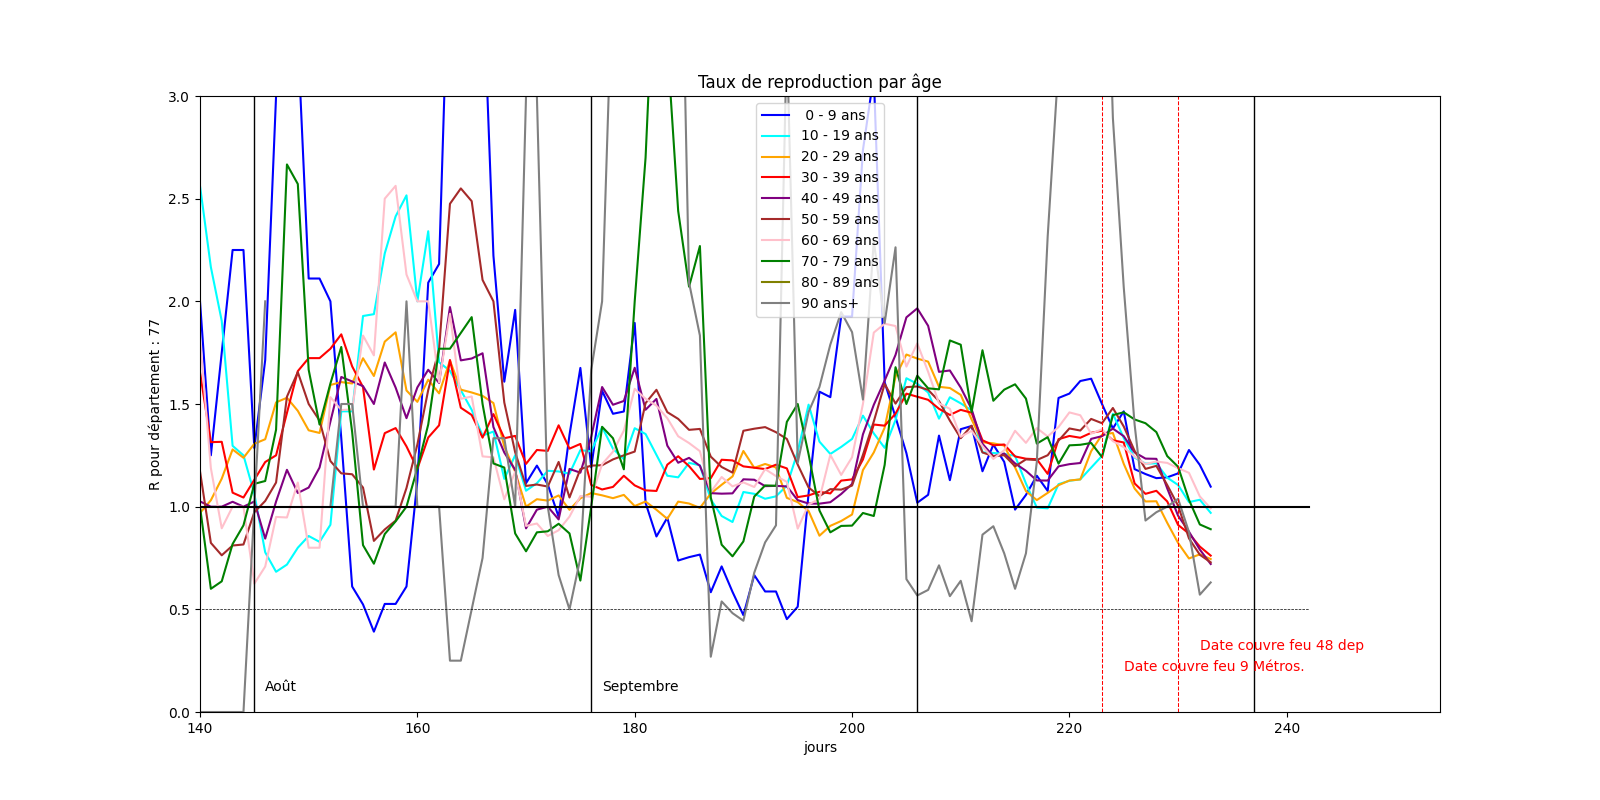 Taux de reproduction par âge
R pour département : 77
3.0
2.5
2.0
1.5
1.0
0.5
0.0
0 - 9 ans
10 - 19 ans
20 - 29 ans
30 - 39 ans
40 - 49 ans
50 - 59 ans
60 - 69 ans
70 - 79 ans
80 - 89 ans
90 ans+
Date couvre feu 48 dep
Date couvre feu 9 Métros.
Août
Septembre
140
160
180
200
220
240
jours